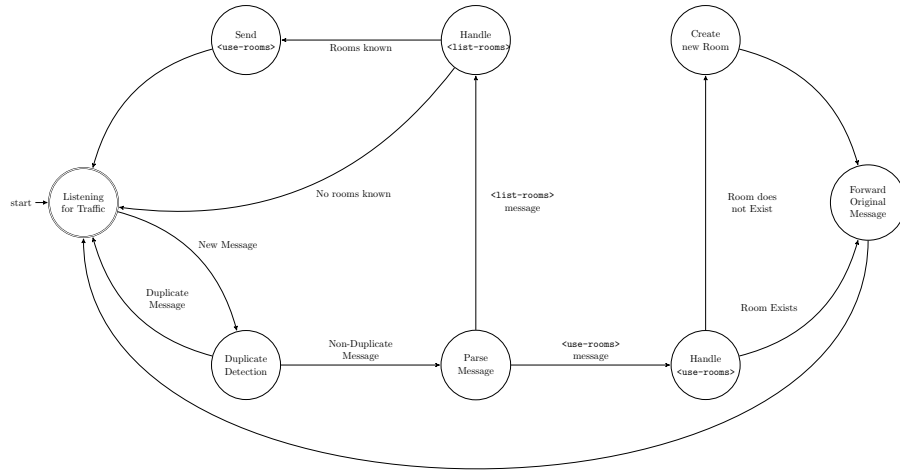 Send
<use-rooms>
Rooms known
Handle
<list-rooms>
Create
new Room
start
Listening
for Traffic
No rooms known
<list-rooms>
message
Room does
not Exist
Forward
Original
Message
New Message
Duplicate
Message
Room Exists
Duplicate
Detection
Non-Duplicate
Message
Parse
Message
<use-rooms>
message
Handle
<use-rooms>